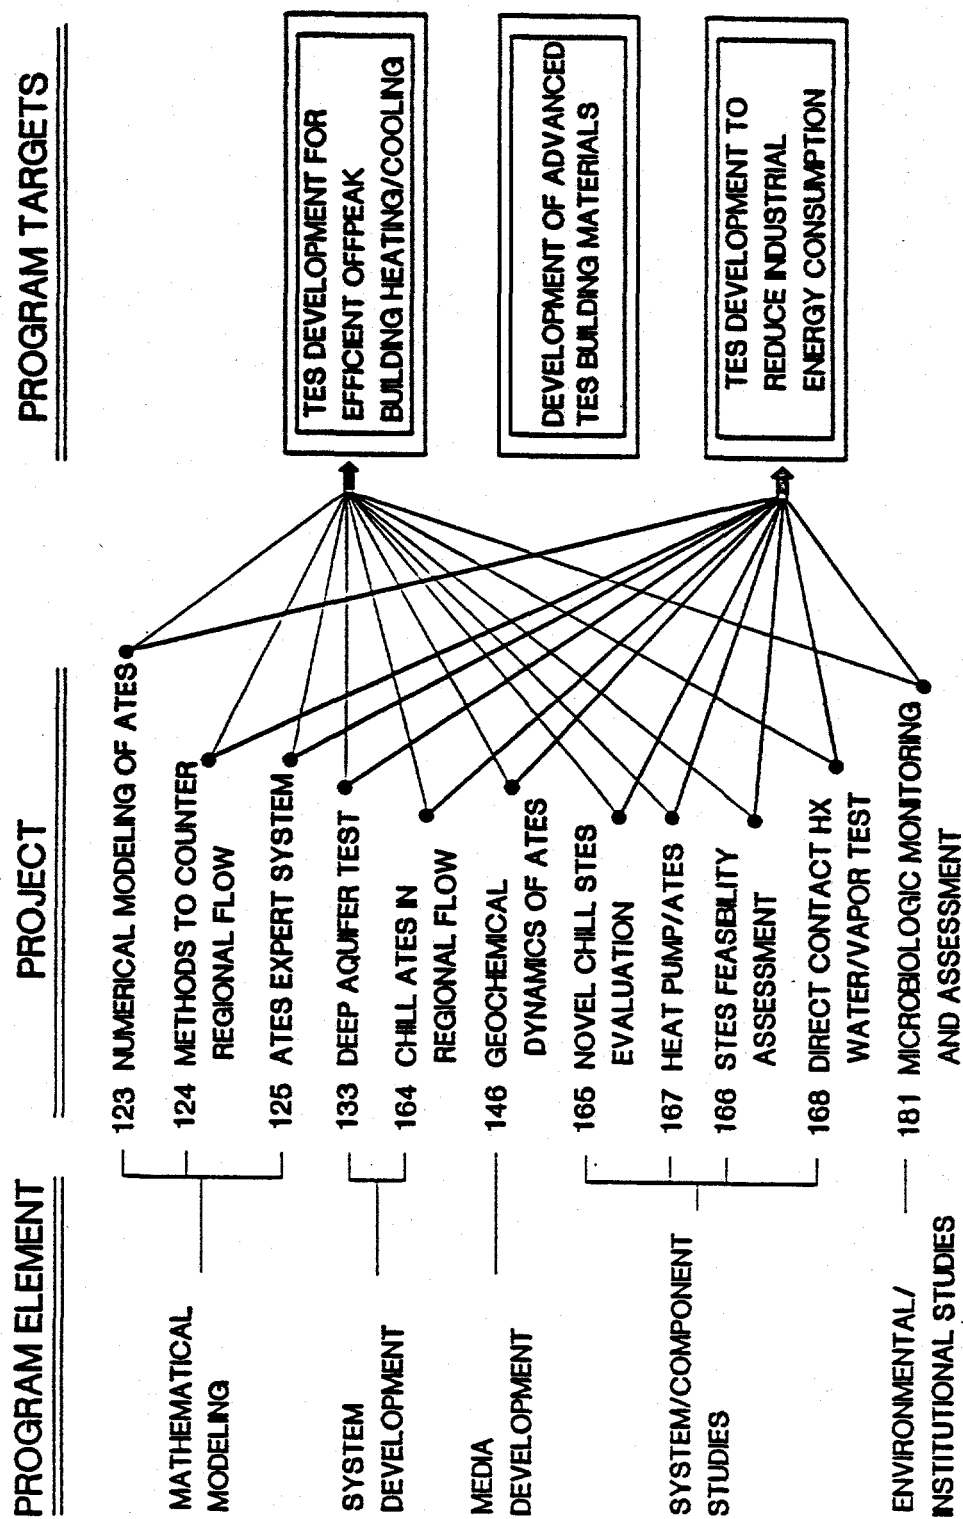 PROGRAM ELEMENT
PROJECT
PROGRAM TARGETS
MATHEMATICAL
MODELING
123 NUMERICAL MODELING OF ATES
124 METHODS TO COUNTER
REGIONAL FLOW
125 ATES EXPERT SYSTEM
SYSTEM
DEVELOPMENT
133 DEEP AQUIFER TEST
164 CHILL ATES IN
REGIONAL FLOW
MEDIA
DEVELOPMENT
146 GEOCHEMICAL
DYNAMICS OF ATES
SYSTEM/COMPONENT
STUDIES
165 NOVEL CHILL STES
EVALUATION
167 HEAT PUMP/ATES
166 STES FEASIBILITY
ASSESSMENT
168 DIRECT CONTACT HX
WATER/VAPOR TEST
ENVIRONMENTAL/
INSTITUTIONAL STUDIES
181 MICROBIOLOGIC MONITORING
AND ASSESSMENT
TES DEVELOPMENT FOR
EFFICIENT OFFPEAK
BUILDING HEATING/COOLING
DEVELOPMENT OF ADVANCED
TES BUILDING MATERIALS
TES DEVELOPMENT TO
REDUCE INDUSTRIAL
ENERGY CONSUMPTION